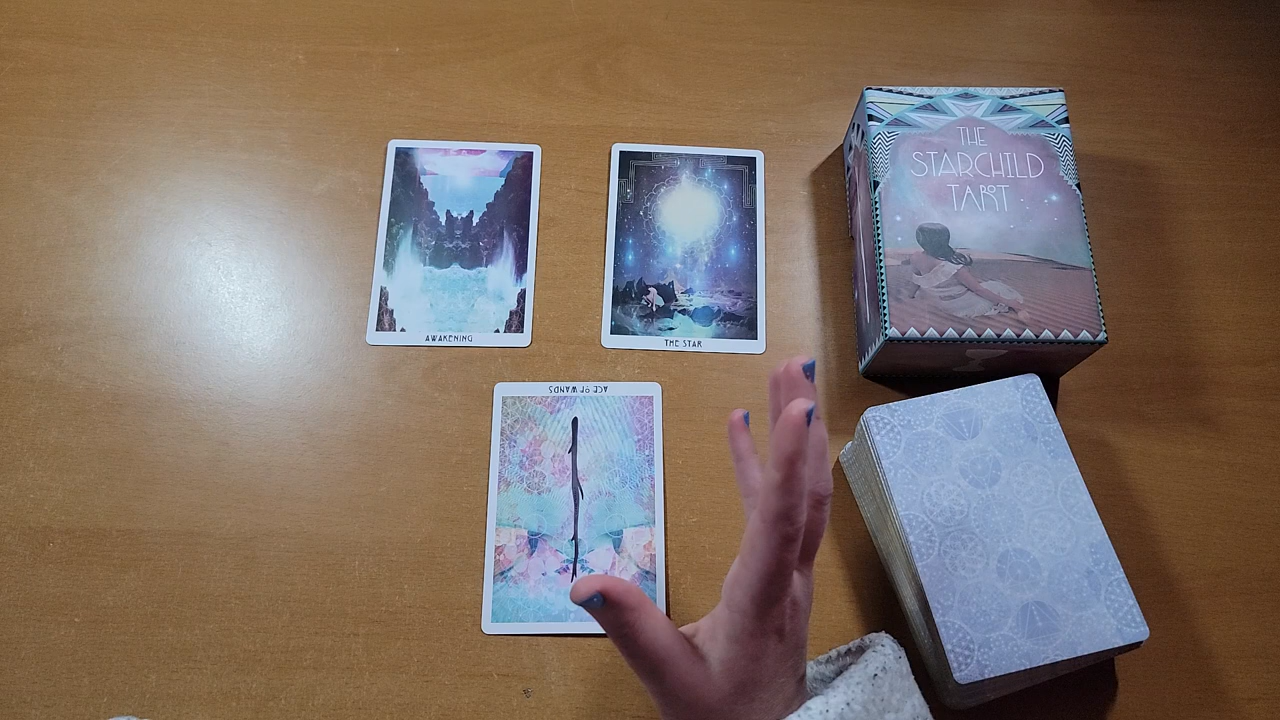 THE
STARCHILD
TAROT
AWAKENING
THE STAR
ACE OF WANDS